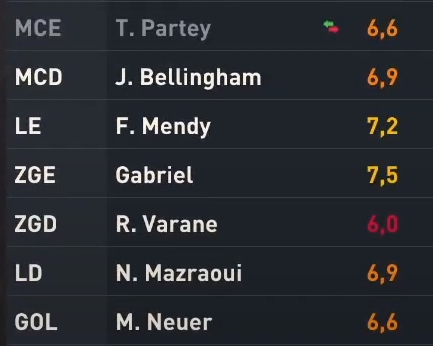 MCE T. Partey 6,6
MCD J. Bellingham 6,9
LE F. Mendy 7,2
ZGE Gabriel 7,5
ZGD R. Varane 6,0
LD N. Mazraoui 6,9
GOL M. Neuer 6,6